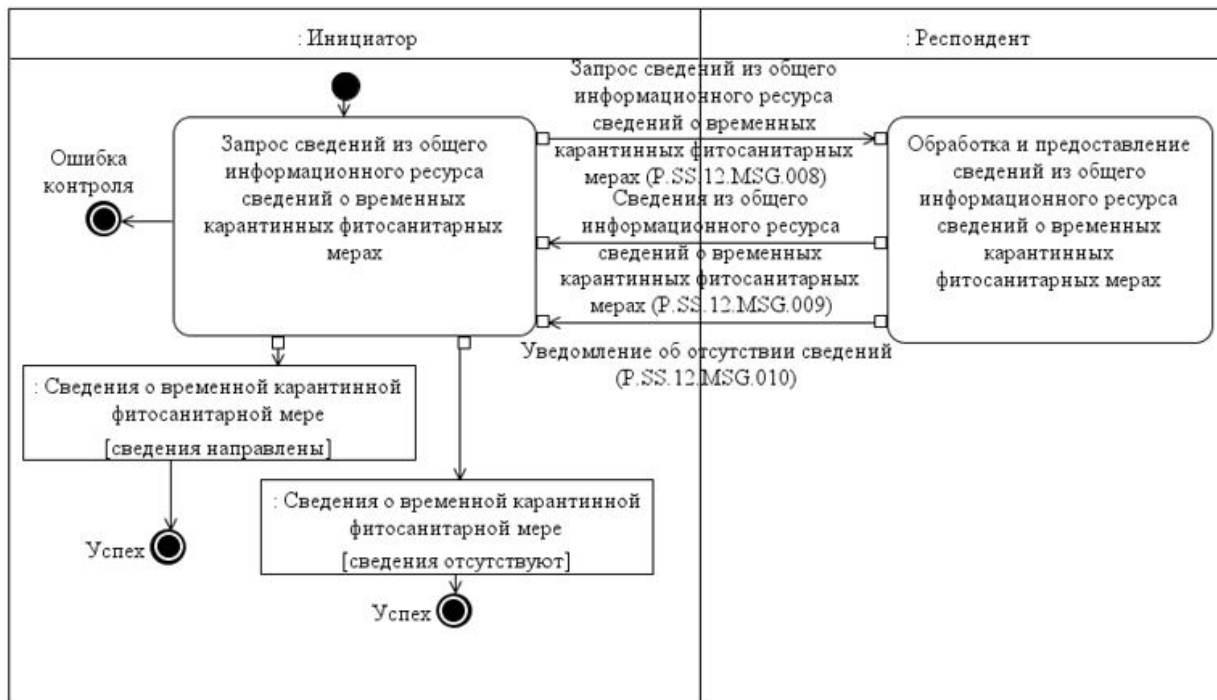 : Инициатор
: Респондент
Запрос сведений из общего
информационного ресурса
сведений о временных
карантинных фитосанитарных
мерах (P.SS.12.MSG.008)
Ошибка
контроля
Запрос сведений из общего
информационного ресурса
сведений о временных
карантинных фитосанитарных
мерах
Сведения из общего
информационного ресурса
сведений о временных
карантинных фитосанитарных
мерах (P.SS.12.MSG.009)
Обработка и предоставление
сведений из общего
информационного ресурса
сведений о временных
карантинных
фитосанитарных мерах
Уведомление об отсутствии сведений
(P.SS.12.MSG.010)
: Сведения о временной карантинной
фитосанитарной мере
[сведения направлены]
Успех
: Сведения о временной карантинной
фитосанитарной мере
[сведения отсутствуют]
Успех